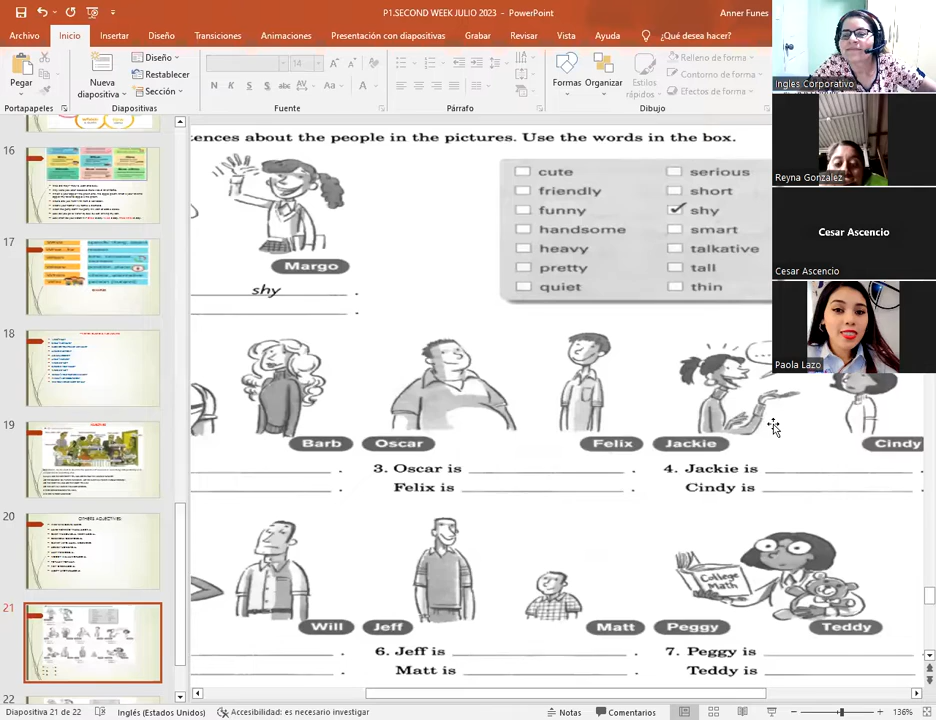 P1.SECOND WEEK JULIO 2023 - PowerPoint
Anner Funes
Archivo Inicio Insertar Diseño Transiciones Animaciones Presentación con diapositivas Grabar Revisar Vista Ayuda ¿Qué desea hacer?
Pegar
Nueva diapositiva
Diseño
Restablecer
Sección
14
N K S ab AV Aa A
Formas Organizar Estilos rápidos
Relleno de forma
Contorno de forma
Efectos de forma
Portapapeles Diapositivas Fuente Párrafo Dibujo
Ingles Corporativo
Reyna Gonzalez
Cesar Ascencio
Cesar Ascencio
Paola Lazo
16
17
18
19
20
21
22
tences about the people in the pictures. Use the words in the box.
cute serious
friendly short
funny shy
handsome smart
heavy talkative
pretty tall
quiet thin
Margo
shy
Barb Oscar Felix Jackie Cindy
3. Oscar is
Felix is
4. Jackie is
Cindy is
College Math
Will Jeff Matt Peggy Teddy
6. Jeff is
Matt is
7. Peggy is
Teddy is
Diapositiva 21 de 22 Inglés (Estados Unidos) Accesibilidad: es necesario investigar Notas Comentarios 136%